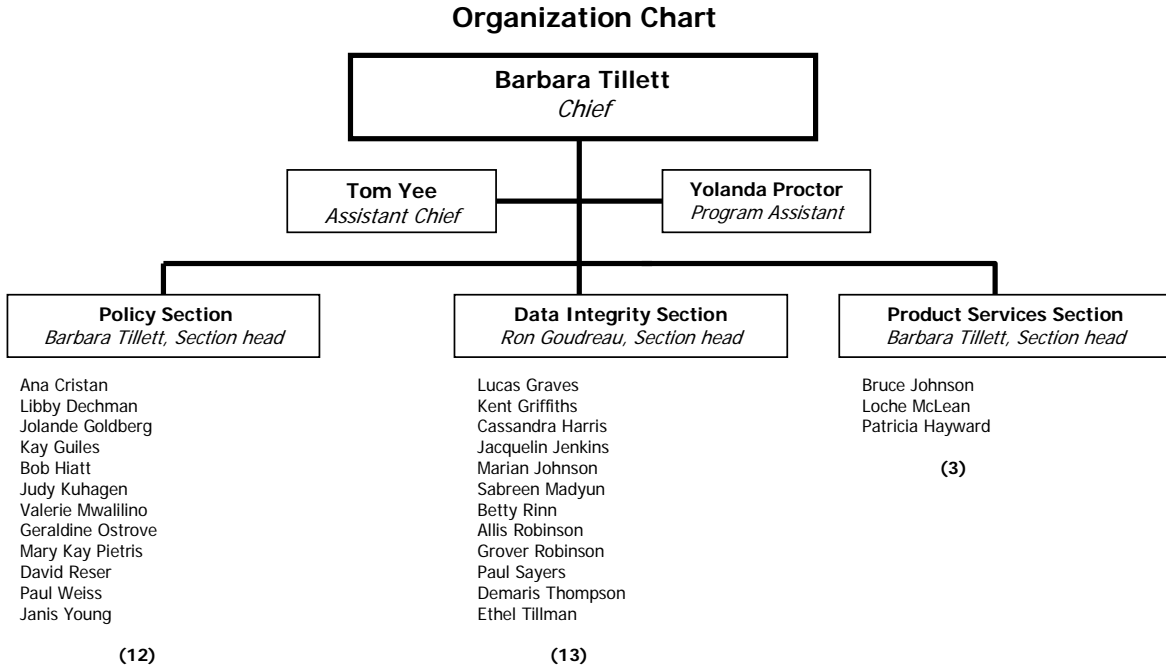 Organization Chart
Barbara Tillett
Chief
Tom Yee
Assistant Chief
Yolanda Proctor
Program Assistant
Policy Section
Barbara Tillett, Section head
Ana Cristan
Libby Dechman
Jolande Goldberg
Kay Guiles
Bob Hiatt
Judy Kuhagen
Valerie Mwalilino
Geraldine Ostrove
Mary Kay Pietris
David Reser
Paul Weiss
Janis Young
(12)
Data Integrity Section
Ron Goudreau, Section head
Lucas Graves
Kent Griffiths
Cassandra Harris
Jacquelin Jenkins
Marian Johnson
Sabreen Madyun
Betty Rinn
Allis Robinson
Grover Robinson
Paul Sayers
Demaris Thompson
Ethel Tillman
(13)
Product Services Section
Barbara Tillett, Section head
Bruce Johnson
Loche McLean
Patricia Hayward
(3)